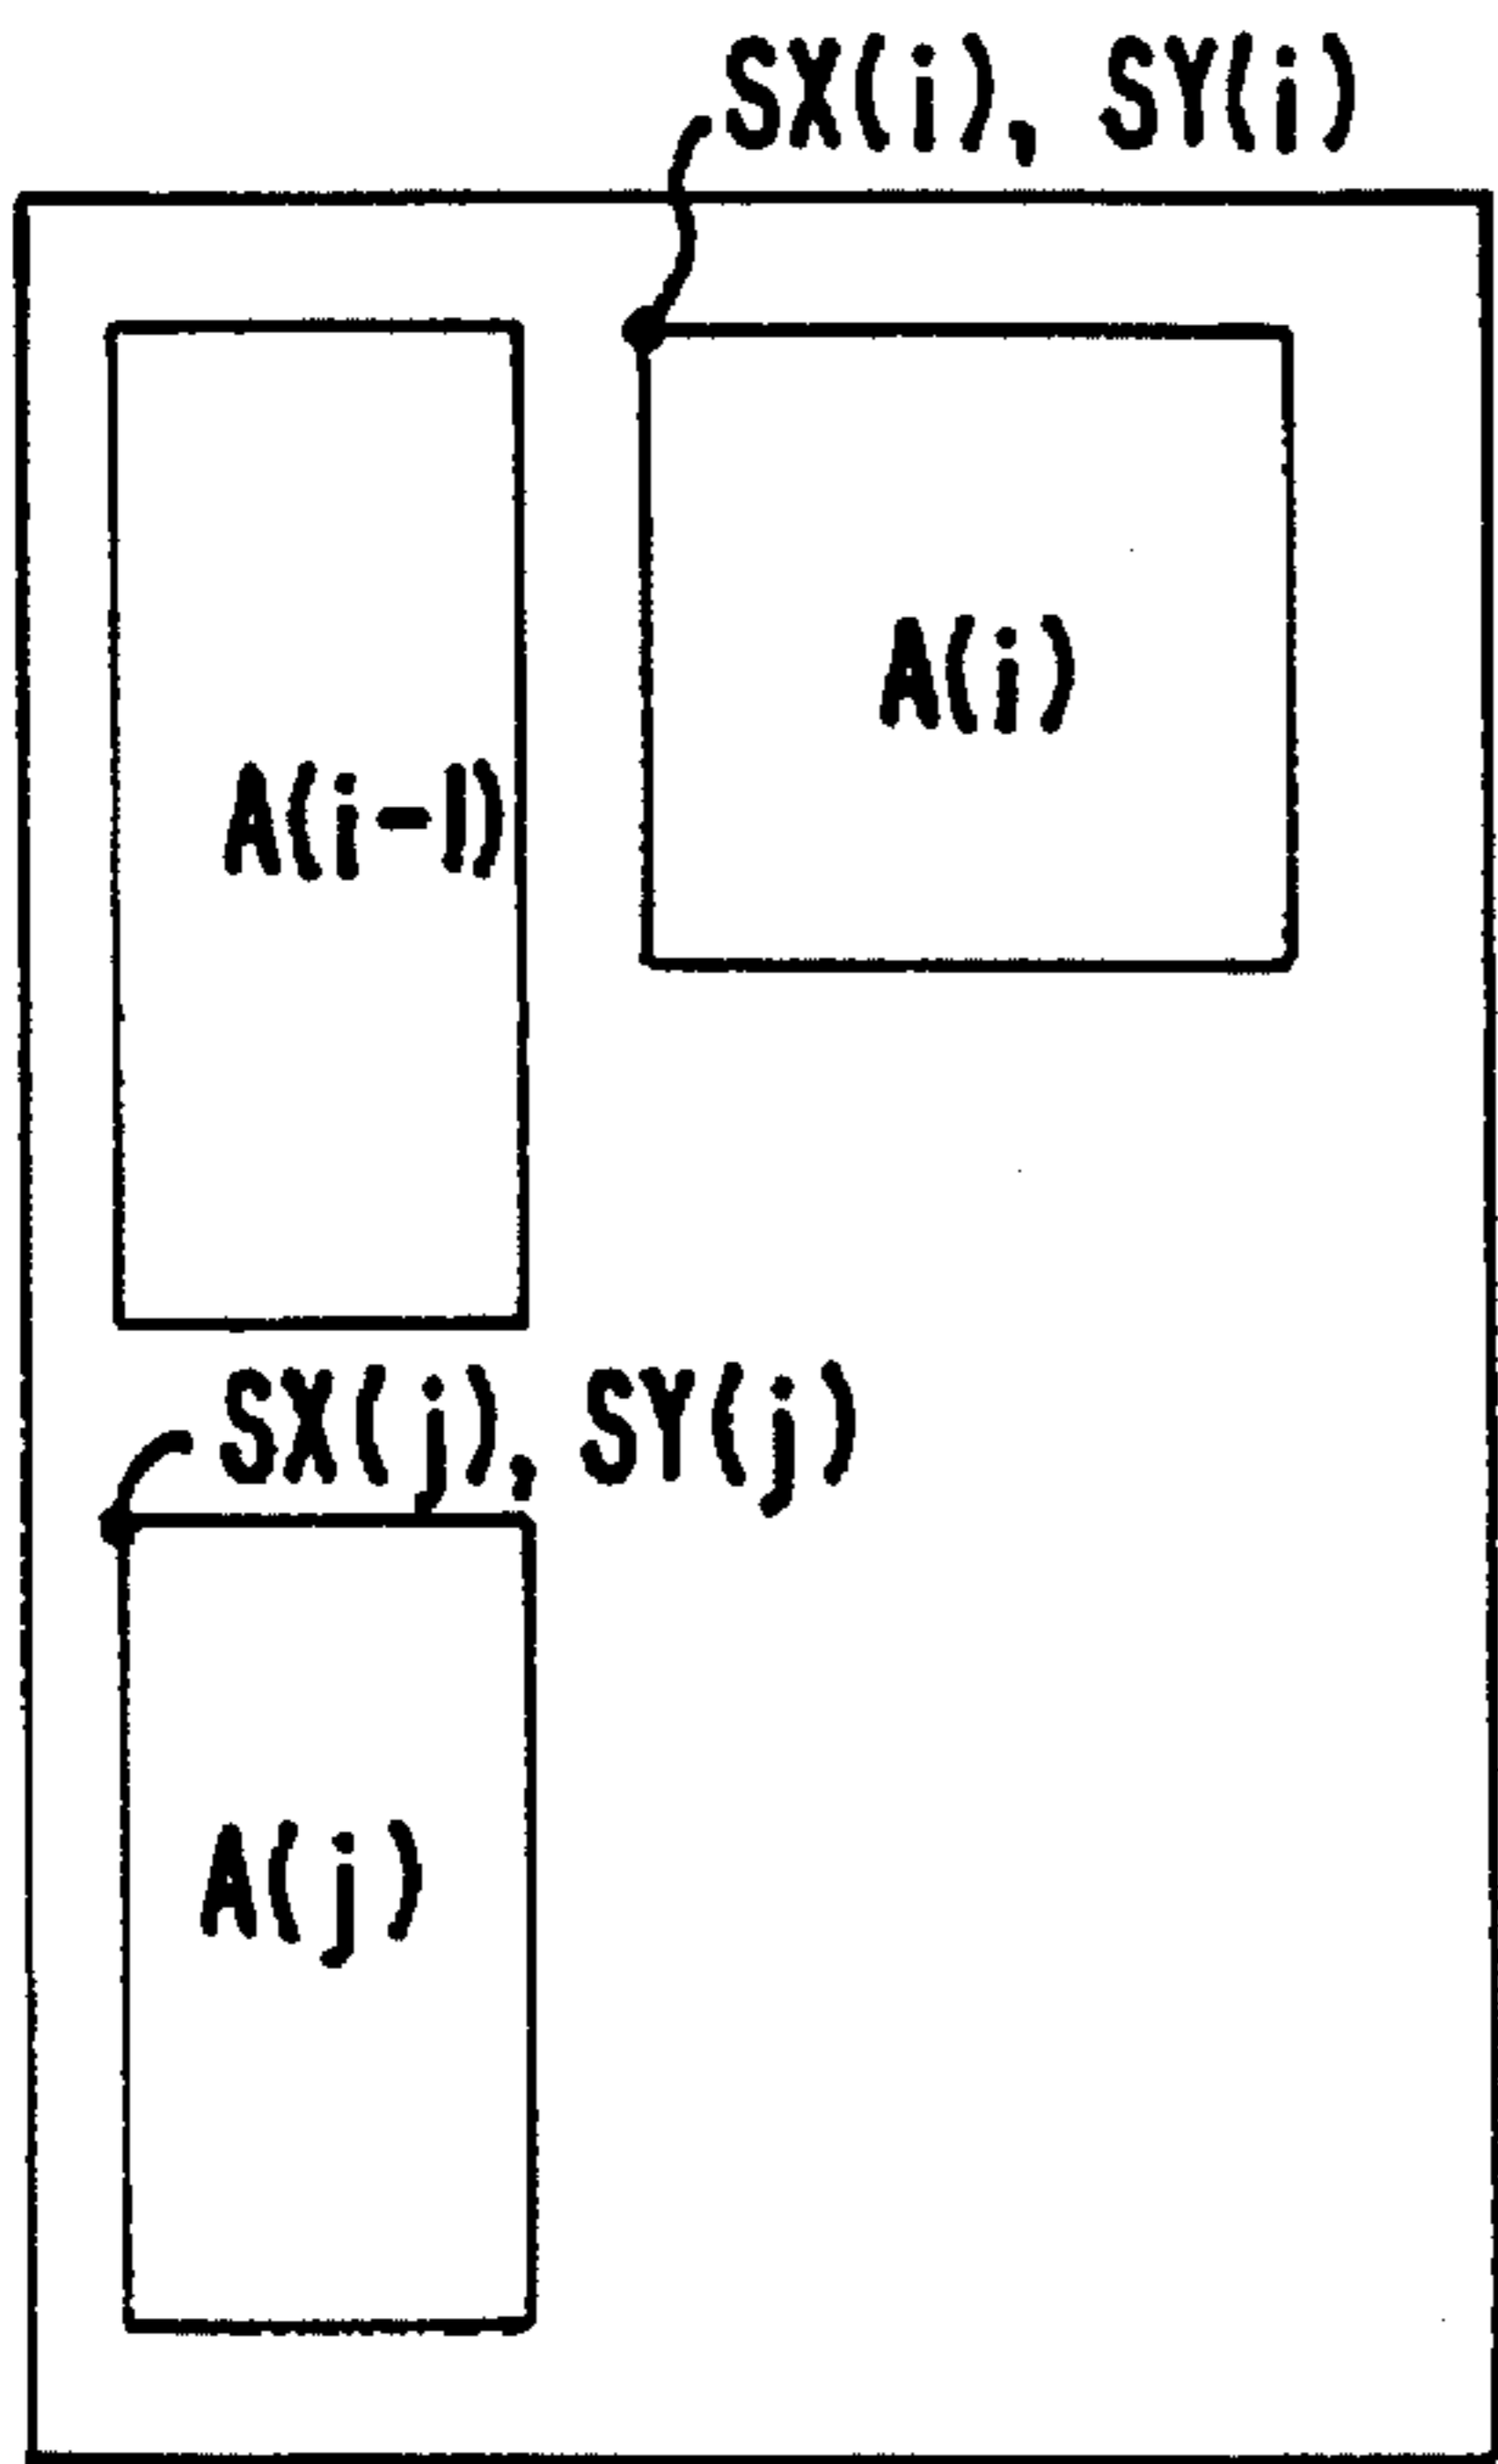 SX(i), SY(i)
A(i)
A(i-1)
SX(j), SY(j)
A(j)